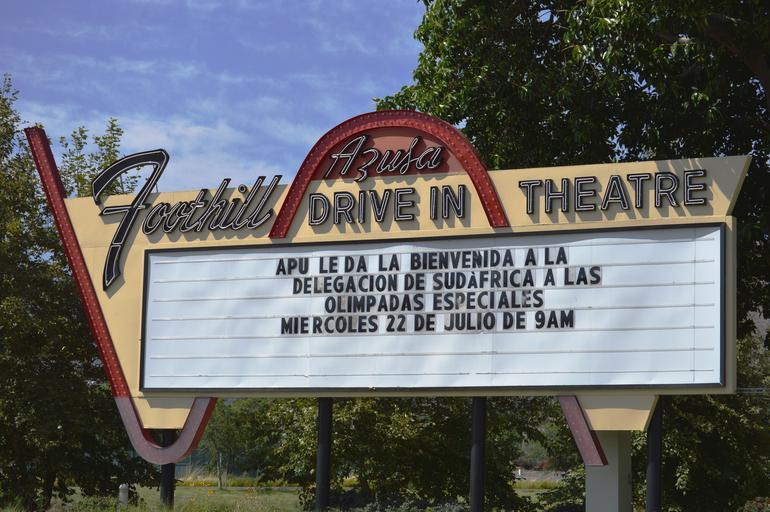 Azusa
Foothill DRIVE IN THEATRE
APU LE DA LA BIENVENIDA A LA
DELEGACION DE SUDÀFRICA A LAS
OLIMPADAS ESPECIALES
MIERCOLES 22 DE JULIO DE 9AM